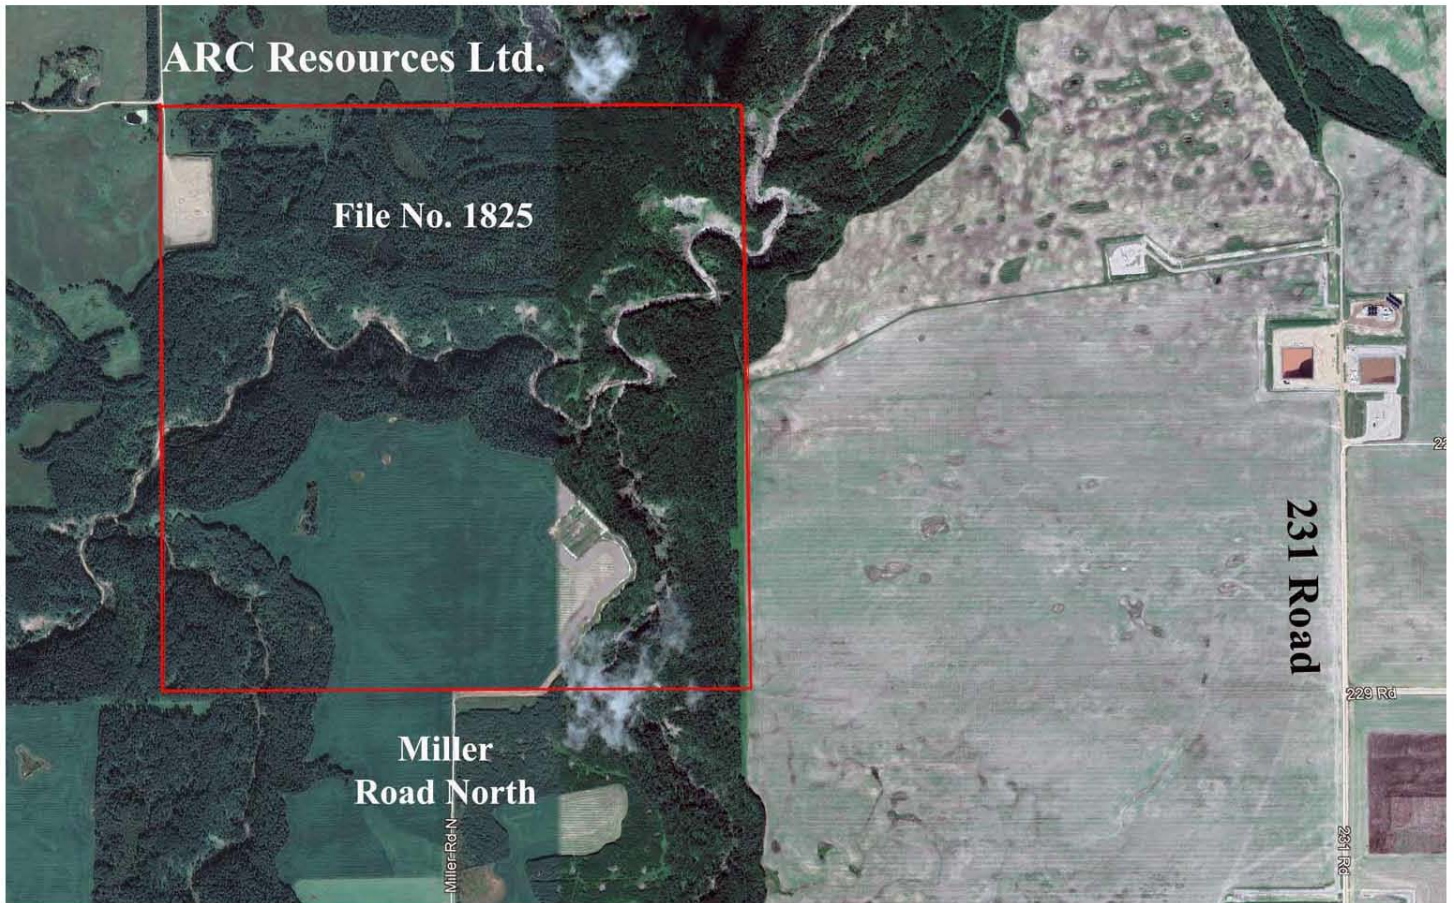 ARC Resources Ltd.
File No. 1825
231 Road
229 Rd
Miller
Road North
Miller Rd N
231 Rd